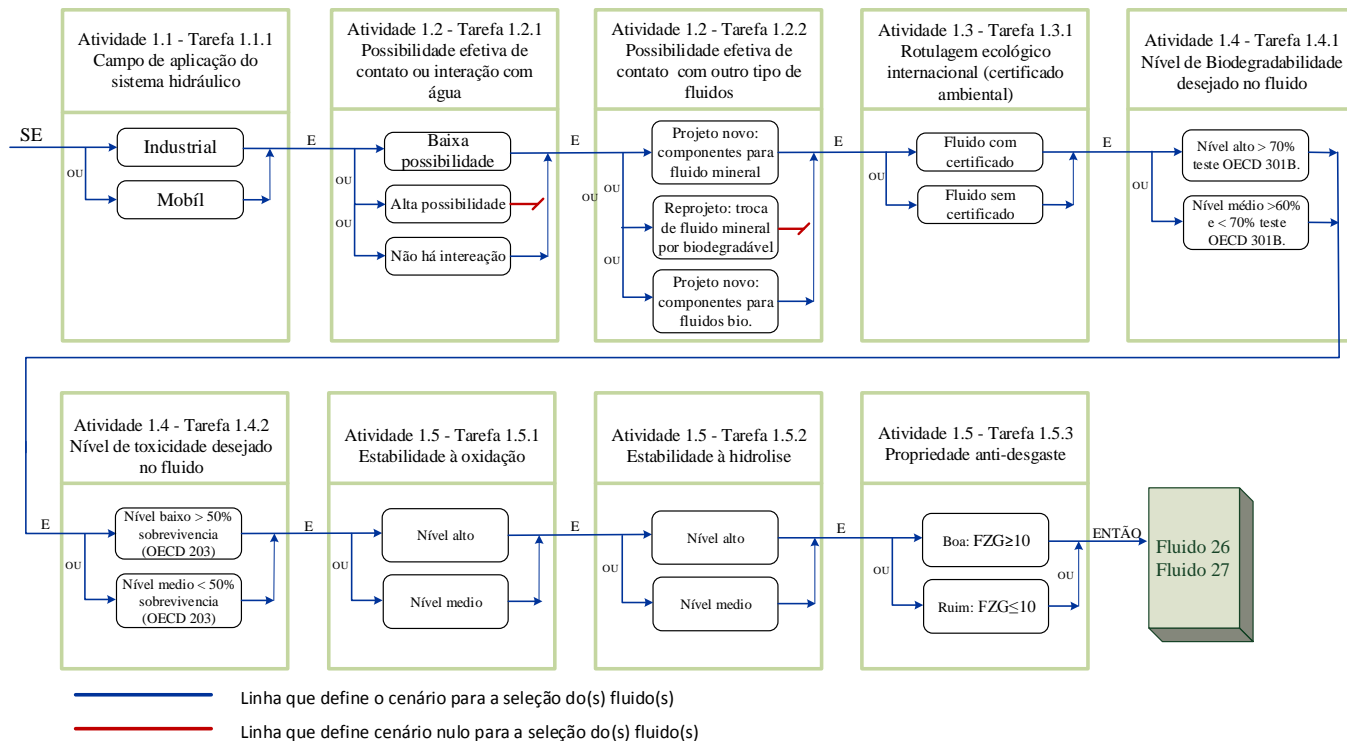 Atividade 1.1 - Tarefa 1.1.1
Campo de aplicação do
sistema hidráulico
SE
Industrial
OU
Mobíl
E
Atividade 1.2 - Tarefa 1.2.1
Possibilidade efetiva de
contato ou interação com
água
Baixa
possibilidade
OU
Alta possibilidade
OU
Não há intereação
E
Atividade 1.2 - Tarefa 1.2.2
Possibilidade efetiva de
contato com outro tipo de
fluidos
Projeto novo:
componentes para
fluido mineral
OU
OU
Reprojeto: troca
de fluido mineral
por biodegradável
OU
Projeto novo:
componentes para
fluidos bio.
E
Atividade 1.3 - Tarefa 1.3.1
Rotulagem ecológico
internacional (certificado
ambiental)
Fluido com
certificado
OU
Fluido sem
certificado
E
Atividade 1.4 - Tarefa 1.4.1
Nível de Biodegradabilidade
desejado no fluido
Nível alto > 70%
teste OECD 301B.
OU
Nível médio >60%
e < 70% teste
OECD 301B.
E
Atividade 1.4 - Tarefa 1.4.2
Nível de toxicidade desejado
no fluido
Nível baixo > 50%
sobrevivencia
(OECD 203)
OU
Nível medio < 50%
sobrevivencia
(OECD 203)
E
Atividade 1.5 - Tarefa 1.5.1
Estabilidade à oxidação
Nível alto
OU
Nível medio
E
Atividade 1.5 - Tarefa 1.5.2
Estabilidade à hidrolise
Nível alto
OU
Nível medio
E
Atividade 1.5 - Tarefa 1.5.3
Propriedade anti-desgaste
Boa: FZG≥10
OU
OU
Ruim: FZG≤10
ENTÃO
Fluido 26
Fluido 27
Linha que define o cenário para a seleção do(s) fluido(s)
Linha que define cenário nulo para a seleção do(s) fluido(s)